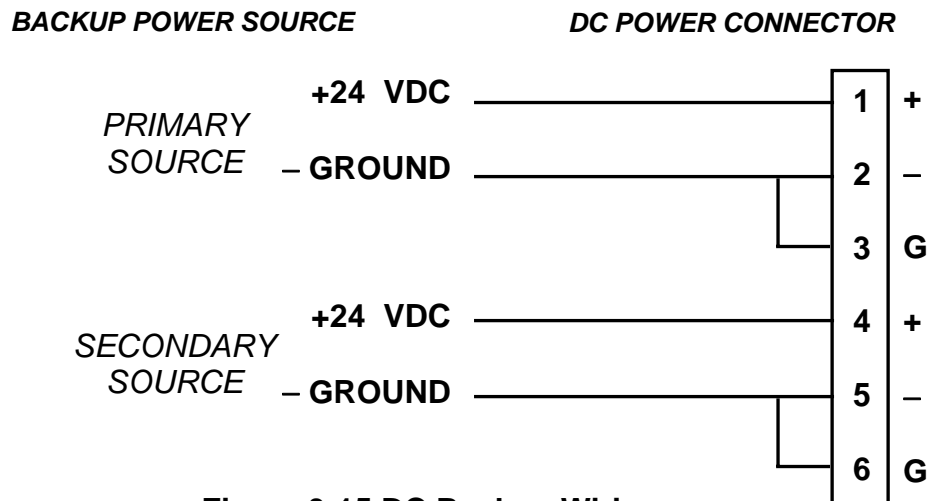 BACKUP POWER SOURCE DC POWER CONNECTOR
+24 VDC 1 +
PRIMARY
SOURCE – GROUND 2 –
3 G
+24 VDC 4 +
SECONDARY
SOURCE – GROUND 5 –
6 G